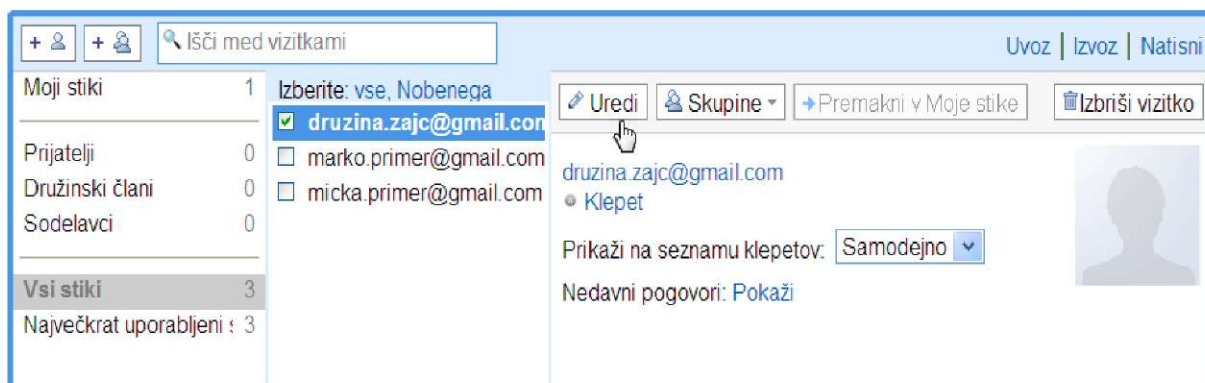 + +
Išči med vizitkami
Uvoz | Izvoz | Natisni
Moji stiki 1
Prijatelji 0
Družinski člani 0
Sodelavci 0
Vsi stiki 3
Največkrat uporabljeni s 3
Izberite: vse, Nobenega
druzina.zajc@gmail.con
marko.primer@gmail.com
micka.primer@gmail.com
Uredi Skupine Premakni v Moje stike Izbriši vizitko
druzina.zajc@gmail.com
Klepet
Prikaži na seznamu klepetov: Samodejno
Nedavni pogovori: Pokaži